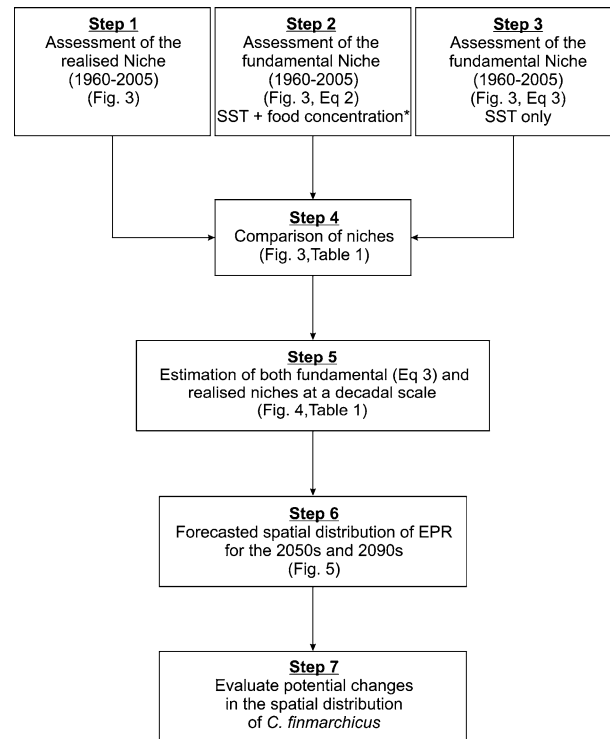 Step 1
Assessment of the
realised Niche
(1960-2005)
(Fig. 3)
Step 2
Assessment of the
fundamental Niche
(1960-2005)
(Fig. 3, Eq 2)
SST + food concentration*
Step 3
Assessment of the
fundamental Niche
(1960-2005)
(Fig. 3, Eq 3)
SST only
Step 4
Comparison of niches
(Fig. 3,Table 1)
Step 5
Estimation of both fundamental (Eq 3) and
realised niches at a decadal scale
(Fig. 4,Table 1)
Step 6
Forecasted spatial distribution of EPR
for the 2050s and 2090s
(Fig. 5)
Step 7
Evaluate potential changes
in the spatial distribution
of C. finmarchicus